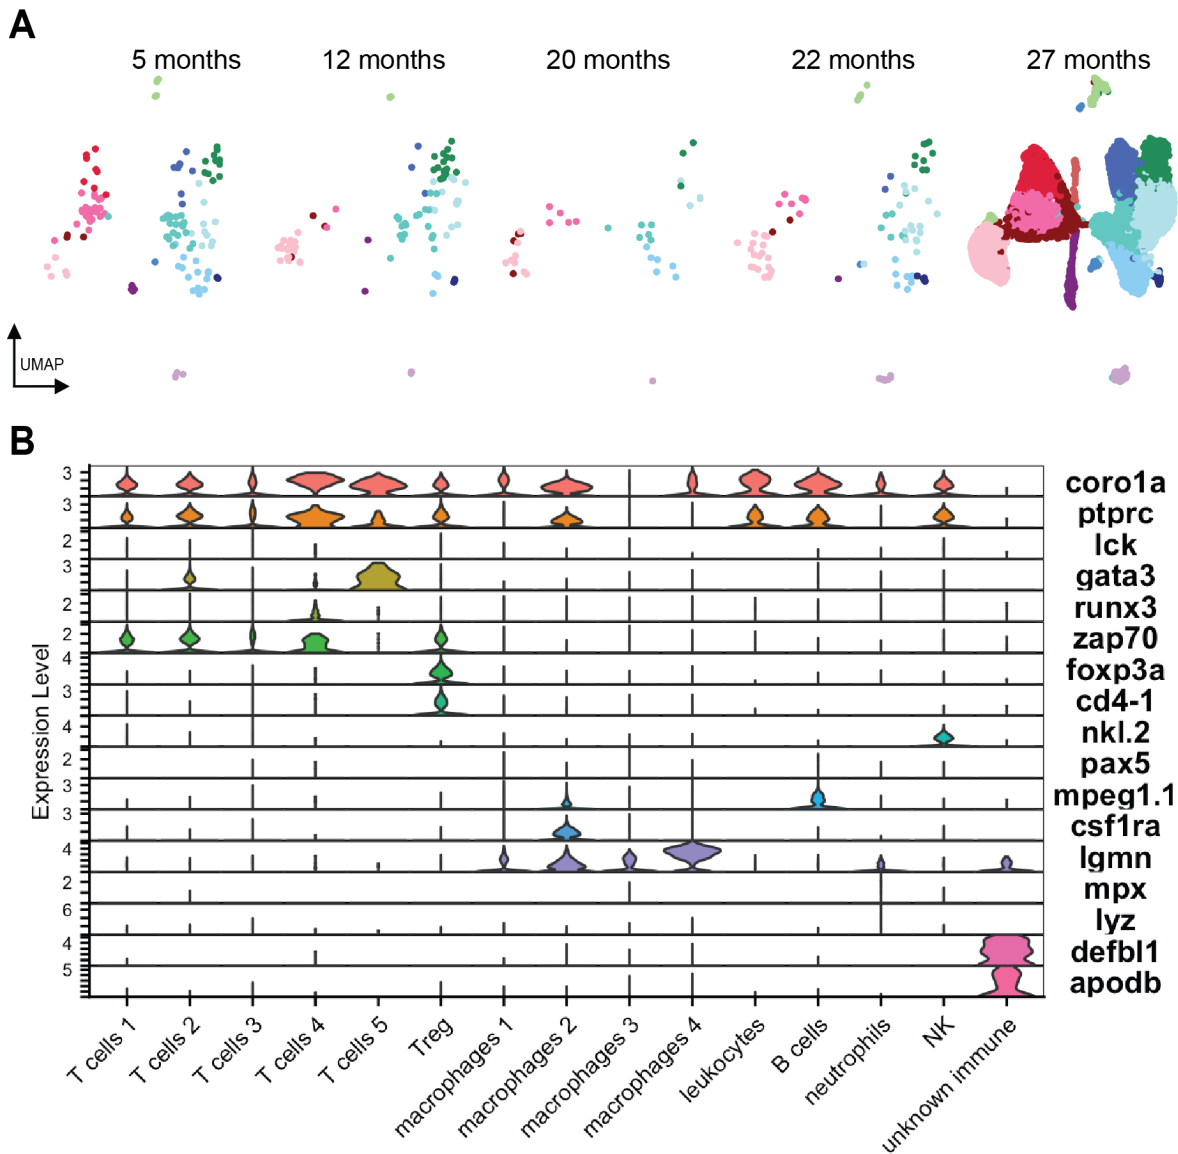 A
5 months 12 months 20 months 22 months 27 months
UMAP
B
Expression Level
3 coro1a
3 ptprc
2 lck
3 gata3
2 runx3
2 zap70
4 foxp3a
3 cd4-1
4 nkl.2
2 pax5
3 mpeg1.1
3 csf1ra
4 lgmn
2 mpx
6 lyz
4 defbl1
5 apodb
T cells 1 T cells 2 T cells 3 T cells 4 T cells 5 Treg macrophages 1 macrophages 2 macrophages 3 macrophages 4 leukocytes B cells neutrophils NK unknown immune